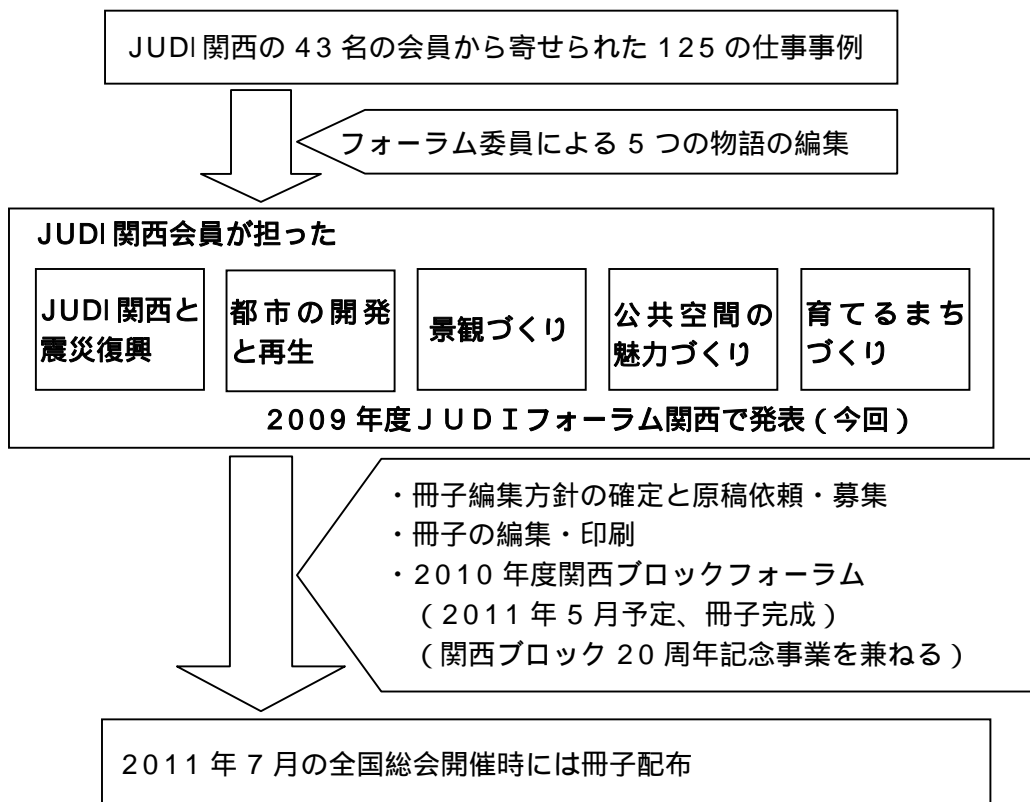 JUDI関西の43名の会員から寄せられた125の仕事事例
フォーラム委員による5つの物語の編集
JUDI関西会員が担った
JUDI関西と
震災復興
都市の開発
と再生
景観づくり
公共空間の
魅力づくり
育てるまち
づくり
2009年度ＪＵＤＩフォーラム関西で発表（今回）
・冊子編集方針の確定と原稿依頼・募集
・冊子の編集・印刷
・2010年度関西ブロックフォーラム
（2011年5月予定、冊子完成）
（関西ブロック20周年記念事業を兼ねる）
2011年7月の全国総会開催時には冊子配布